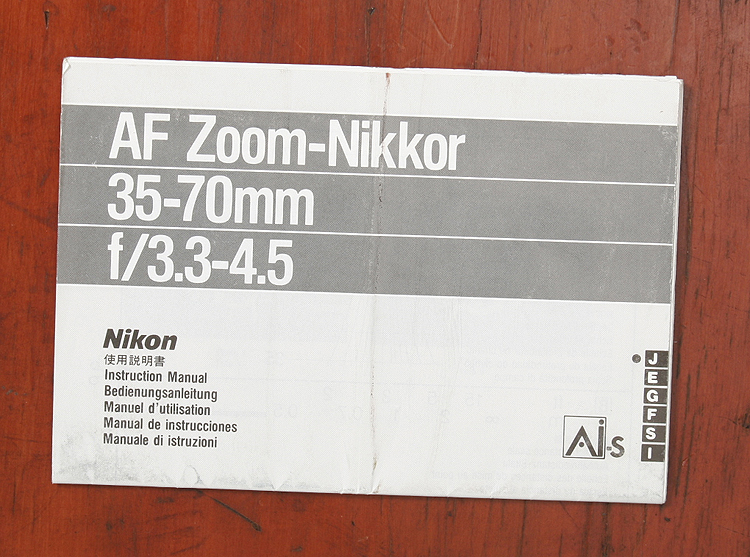 AF Zoom-Nikkor
35-70mm
f/3.3-4.5
Nikon
使用説明書
Instruction Manual
Bedienungsanleitung
Manuel d'utilisation
Manual de instrucciones
Manuale di istruzioni
J
E
G
F
S
I
Ai-s